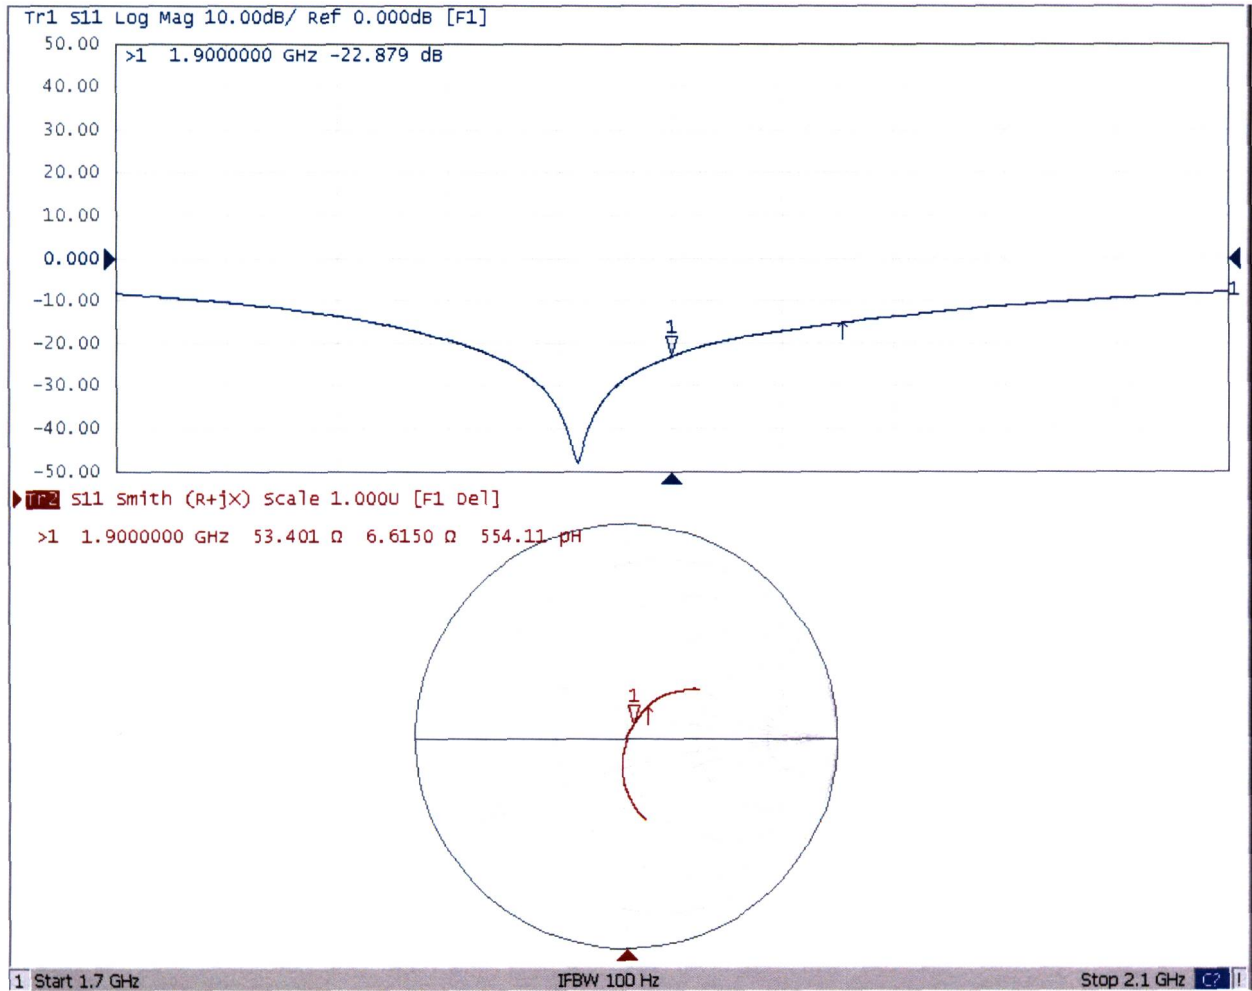 Tr1 S11 Log Mag 10.00dB/ Ref 0.000dB [F1]
50.00
>1 1.9000000 GHz -22.879 dB
40.00
30.00
20.00
10.00
0.000
-10.00
1
-20.00
1
-30.00
-40.00
-50.00
Tr2 S11 Smith (R+jX) Scale 1.000U [F1 Del]
>1 1.9000000 GHz 53.401 Ω 6.6150 Ω 554.11 pH
1
1 Start 1.7 GHz IFBW 100 Hz Stop 2.1 GHz C? !